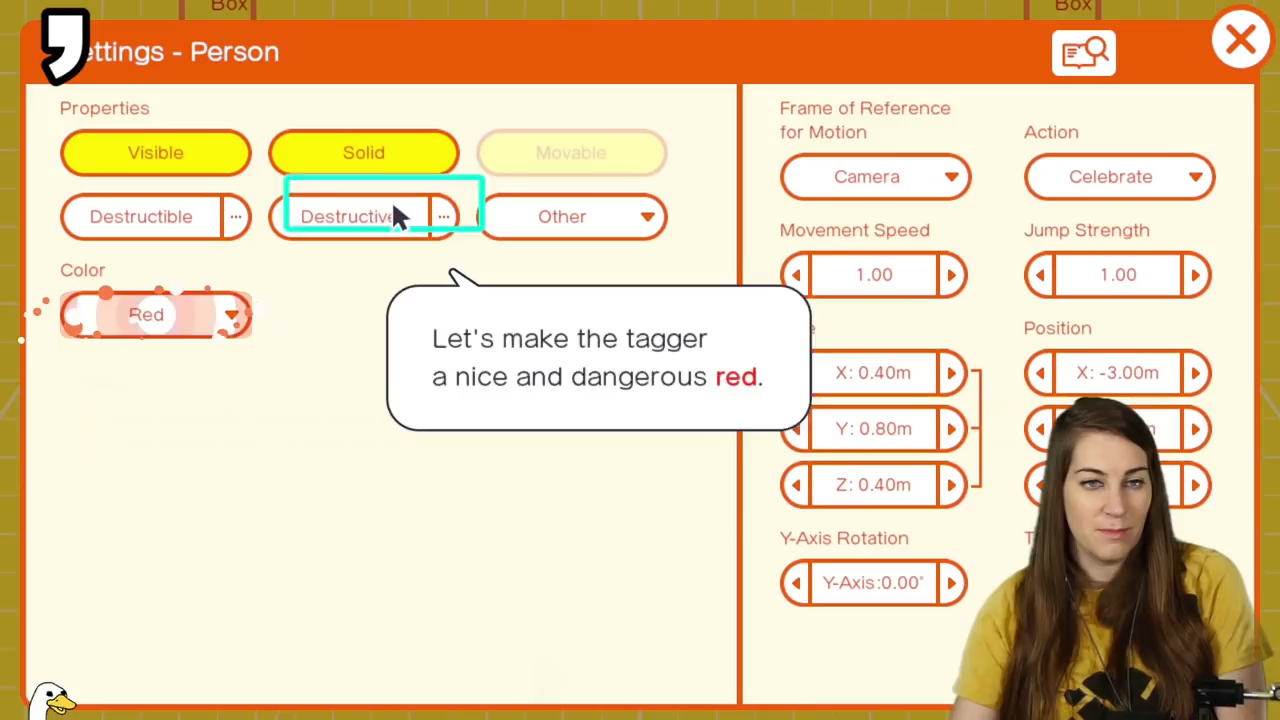 Box
Box
ettings - Person
Properties
Visible
Solid
Movable
Destructible
...
Destructive
...
Other
Color
Red
Let's make the tagger
a nice and dangerous red.
Frame of Reference
for Motion
Camera
Action
Celebrate
Movement Speed
1.00
Jump Strength
1.00
X: 0.40m
Y: 0.80m
Z: 0.40m
Position
X: -3.00m
Y-Axis Rotation
Y-Axis:0.00°